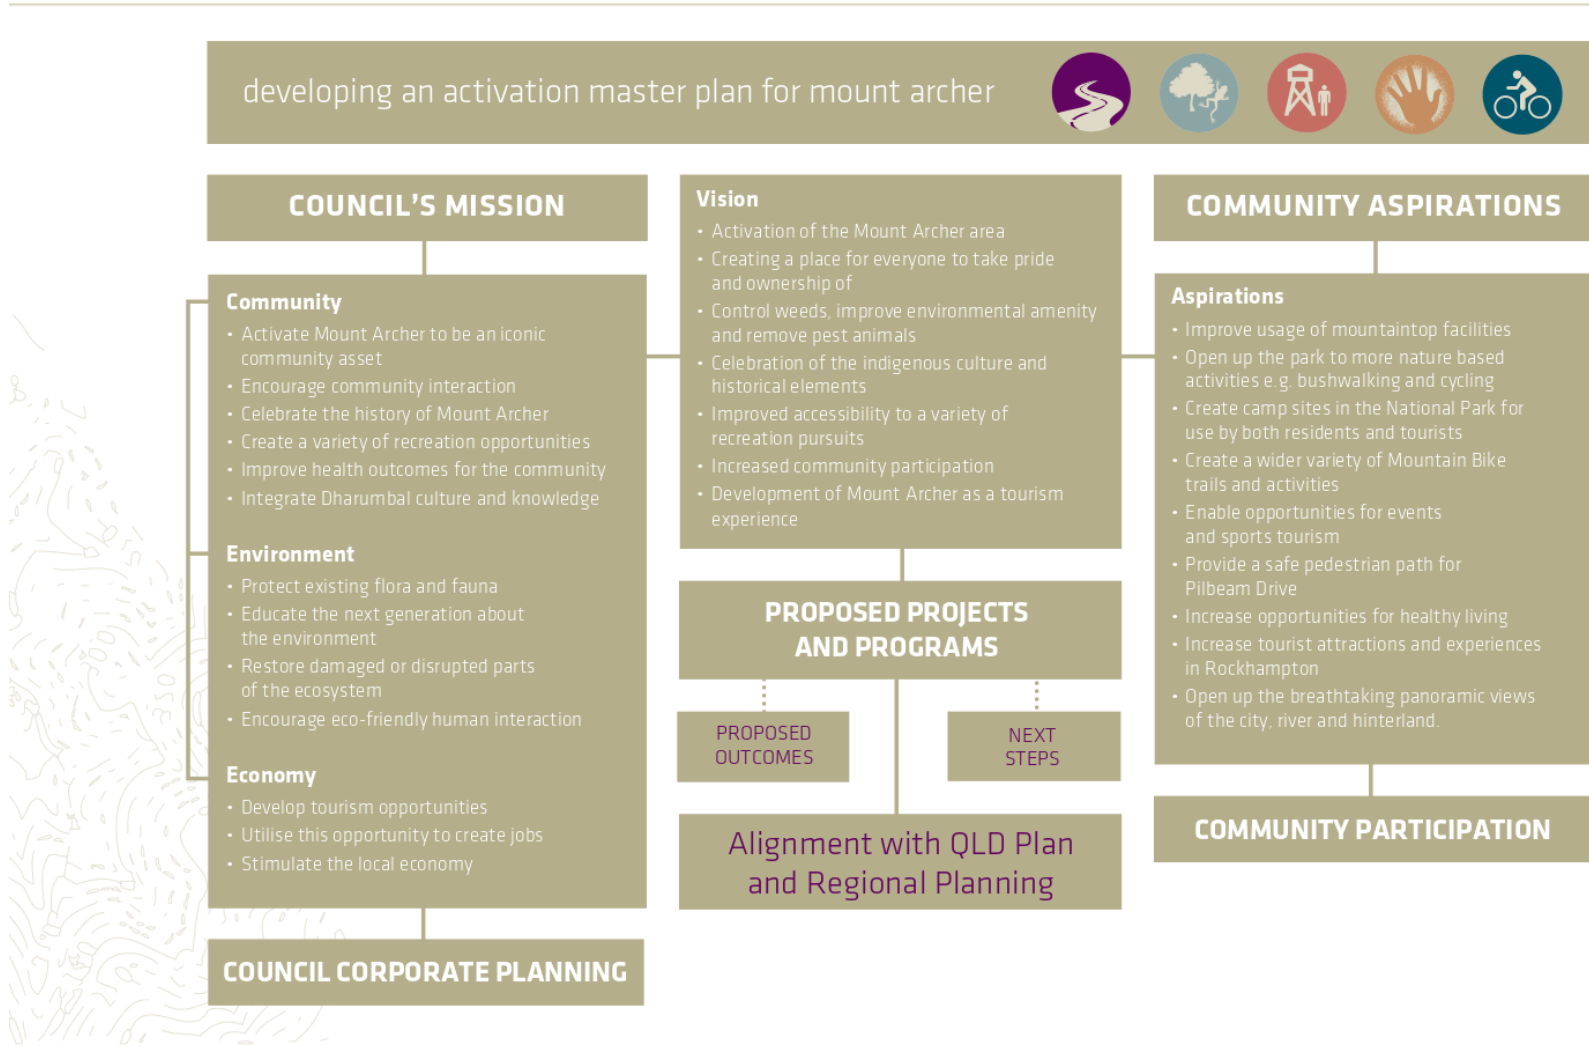 developing an activation master plan for mount archer
COUNCIL'S MISSION
Community
• Activate Mount Archer to be an iconic
community asset
• Encourage community interaction
• Celebrate the history of Mount Archer
• Create a variety of recreation opportunities
• Improve health outcomes for the community
• Integrate Dharumbal culture and knowledge
Environment
• Protect existing flora and fauna
• Educate the next generation about
the environment
• Restore damaged or disrupted parts
of the ecosystem
• Encourage eco-friendly human interaction
Economy
• Develop tourism opportunities
• Utilise this opportunity to create jobs
• Stimulate the local economy
COUNCIL CORPORATE PLANNING
Vision
• Activation of the Mount Archer area
• Creating a place for everyone to take pride
and ownership of
• Control weeds, improve environmental amenity
and remove pest animals
• Celebration of the indigenous culture and
historical elements
• Improved accessibility to a variety of
recreation pursuits
• Increased community participation
• Development of Mount Archer as a tourism
experience
PROPOSED PROJECTS
AND PROGRAMS
PROPOSED
OUTCOMES
NEXT
STEPS
Alignment with QLD Plan
and Regional Planning
COMMUNITY ASPIRATIONS
Aspirations
• Improve usage of mountaintop facilities
• Open up the park to more nature based
activities e.g. bushwalking and cycling
• Create camp sites in the National Park for
use by both residents and tourists
• Create a wider variety of Mountain Bike
trails and activities
• Enable opportunities for events
and sports tourism
• Provide a safe pedestrian path for
Pilbeam Drive
• Increase opportunities for healthy living
• Increase tourist attractions and experiences
in Rockhampton
• Open up the breathtaking panoramic views
of the city, river and hinterland.
COMMUNITY PARTICIPATION